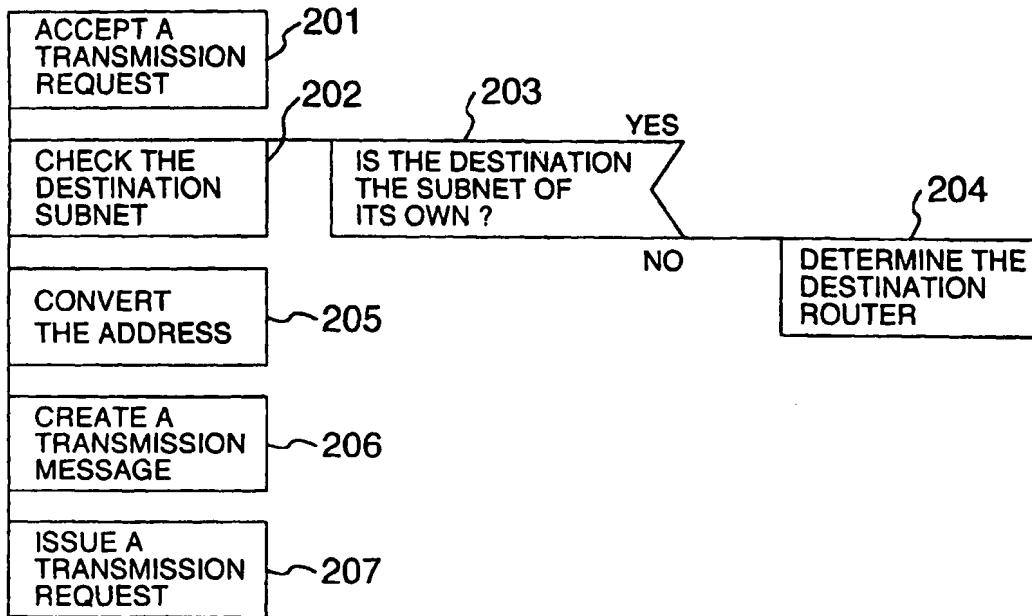 ACCEPT A
TRANSMISSION
REQUEST
201
202
CHECK THE
DESTINATION
SUBNET
203
YES
IS THE DESTINATION
THE SUBNET OF
ITS OWN ?
NO
204
DETERMINE THE
DESTINATION
ROUTER
CONVERT
THE ADDRESS
205
CREATE A
TRANSMISSION
MESSAGE
206
ISSUE A
TRANSMISSION
REQUEST
207